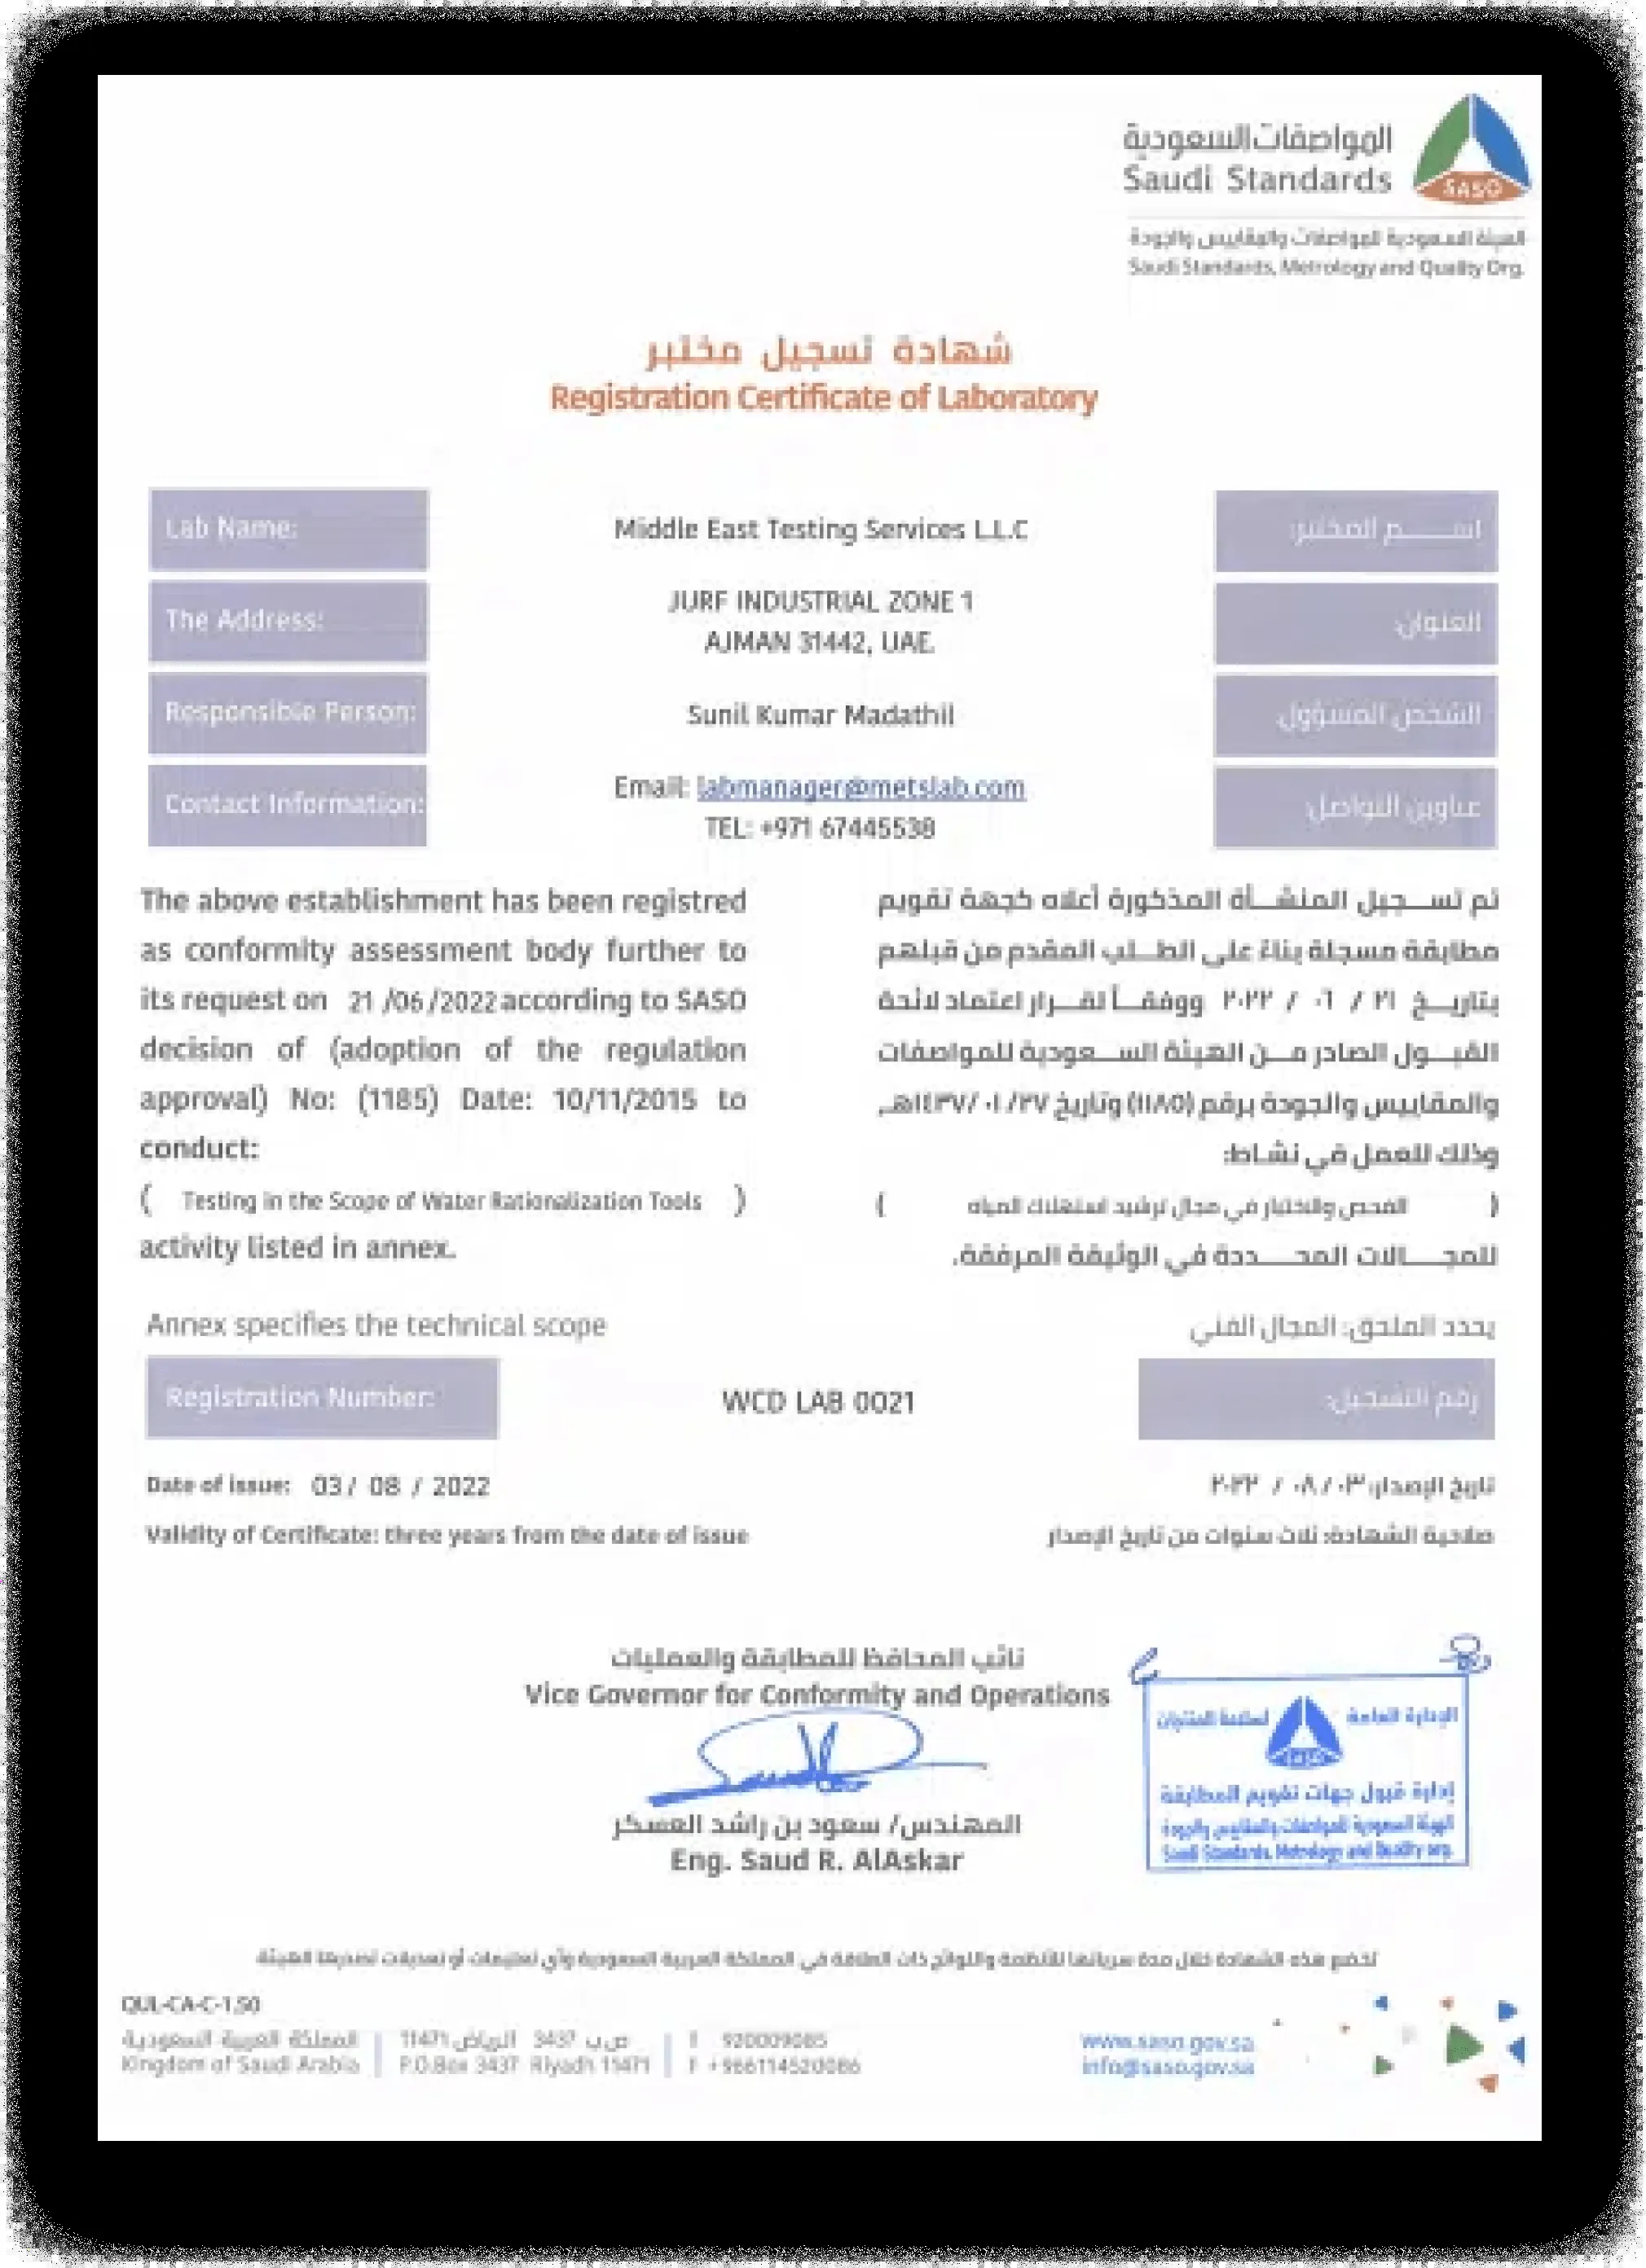 المواصفات السعودية
Saudi Standards
SASO
الهيئة السعودية للمواصفات والمقاييس والجودة
Saudi Standards, Metrology and Quality Org.
شهادة تسجيل مختبر
Registration Certificate of Laboratory
Lab Name: Middle East Testing Services L.L.C اســـــم المختبر:
The Address: JURF INDUSTRIAL ZONE 1 العنوان:
AJMAN 31442, UAE.
Responsible Person: Sunil Kumar Madathil الشخص المسؤول:
Contact Information: Email: labmanager@metslab.com عناوين التواصل:
TEL: +971 67445538
The above establishment has been registred
as conformity assessment body further to
its request on 21 /06 /2022 according to SASO
decision of (adoption of the regulation
approval) No: (1185) Date: 10/11/2015 to
conduct:
( Testing in the Scope of Water Rationalization Tools )
activity listed in annex.
تم تســـجيل المنشـــأة المذكورة أعلاه كجهة تقويم
مطابقة مسجلة بناءً على الطـــلب المقدم من قبلهم
بتاريـــخ ٢١ / ٠٦ / ٢٠٢٢ ووفقـــاً لقـــرار اعتماد لائحة
القبـــول الصادر مـــن الهيئة الســـعودية للمواصفات
والمقاييس والجودة برقم (١١٨٥) وتاريخ ٢٧/ ٠١ /١٤٣٧هـ
وذلك للعمل في نشاط:
( الفحص والاختبار في مجال ترشيد استهلاك المياه )
للمجـــالات المحـــددة في الوثيقة المرفقة.
Annex specifies the technical scope يحدد الملحق: المجال الفني
Registration Number: WCD LAB 0021 رقم التسجيل:
Date of issue: 03 / 08 / 2022 تاريخ الإصدار: ٠٣ / ٠٨ / ٢٠٢٢
Validity of Certificate: three years from the date of issue صلاحية الشهادة: ثلاث سنوات من تاريخ الإصدار
نائب المحافظ للمطابقة والعمليات
Vice Governor for Conformity and Operations
المهندس/ سعود بن راشد العسكر
Eng. Saud R. AlAskar
الإدارة العامة لسلامة المنتجات
SASO
إدارة قبول جهات تقويم المطابقة
الهيئة السعودية للمواصفات والمقاييس والجودة
Saudi Standards, Metrology and Quality org.
تخضع هذه الشهادة خلال مدة سريانها للأنظمة واللوائح ذات العلاقة في المملكة العربية السعودية وأي تعليمات أو تعديلات تصدرها الهيئة
QUL-CA-C-1.50
المملكة العربية السعودية | ص ب 3437 الرياض 11471 | 920009085
Kingdom of Saudi Arabia | P.O.Box 3437 Riyadh 11471 | +966114520086
www.saso.gov.sa
info@saso.gov.sa